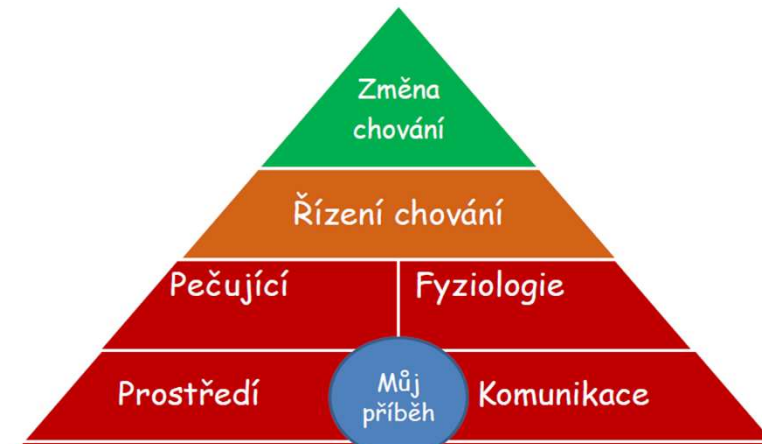 Změna
chování
Řízení chování
Pečující
Fyziologie
Prostředí
Můj
příběh
Komunikace